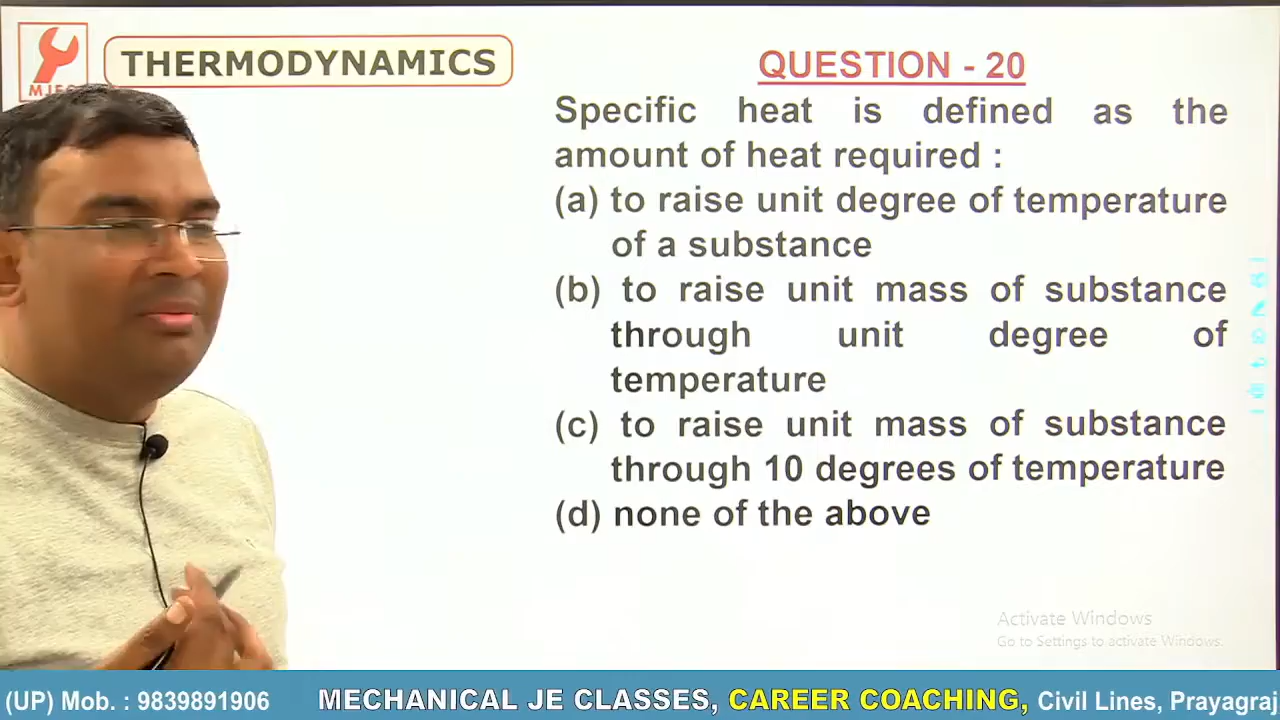 THERMODYNAMICS
QUESTION - 20
Specific heat is defined as the
amount of heat required :
(a) to raise unit degree of temperature
of a substance
(b) to raise unit mass of substance
through unit degree of
temperature
(c) to raise unit mass of substance
through 10 degrees of temperature
(d) none of the above
Activate Windows
Go to Settings to activate Windows.
(UP) Mob. : 9839891906 MECHANICAL JE CLASSES, CAREER COACHING, Civil Lines, Prayagraj